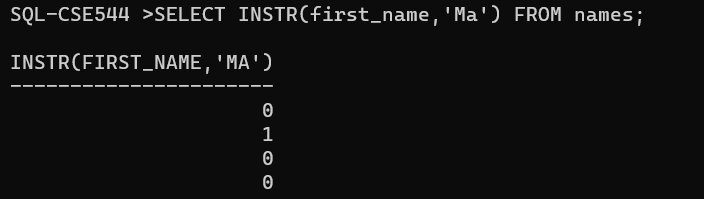 SQL-CSE544 >SELECT INSTR(first_name,'Ma') FROM names;
INSTR(FIRST_NAME,'MA')
----------------------
0
1
0
0